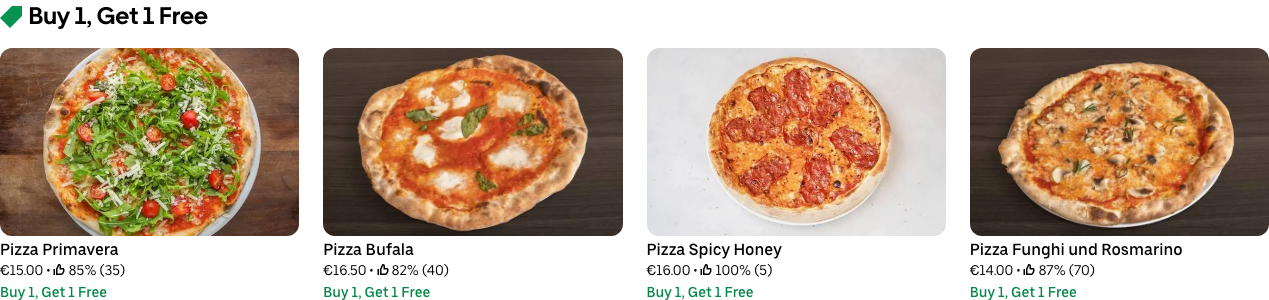 Buy 1, Get 1 Free
Pizza Primavera
€15.00 • 85% (35)
Buy 1, Get 1 Free
Pizza Bufala
€16.50 • 82% (40)
Buy 1, Get 1 Free
Pizza Spicy Honey
€16.00 • 100% (5)
Buy 1, Get 1 Free
Pizza Funghi und Rosmarino
€14.00 • 87% (70)
Buy 1, Get 1 Free